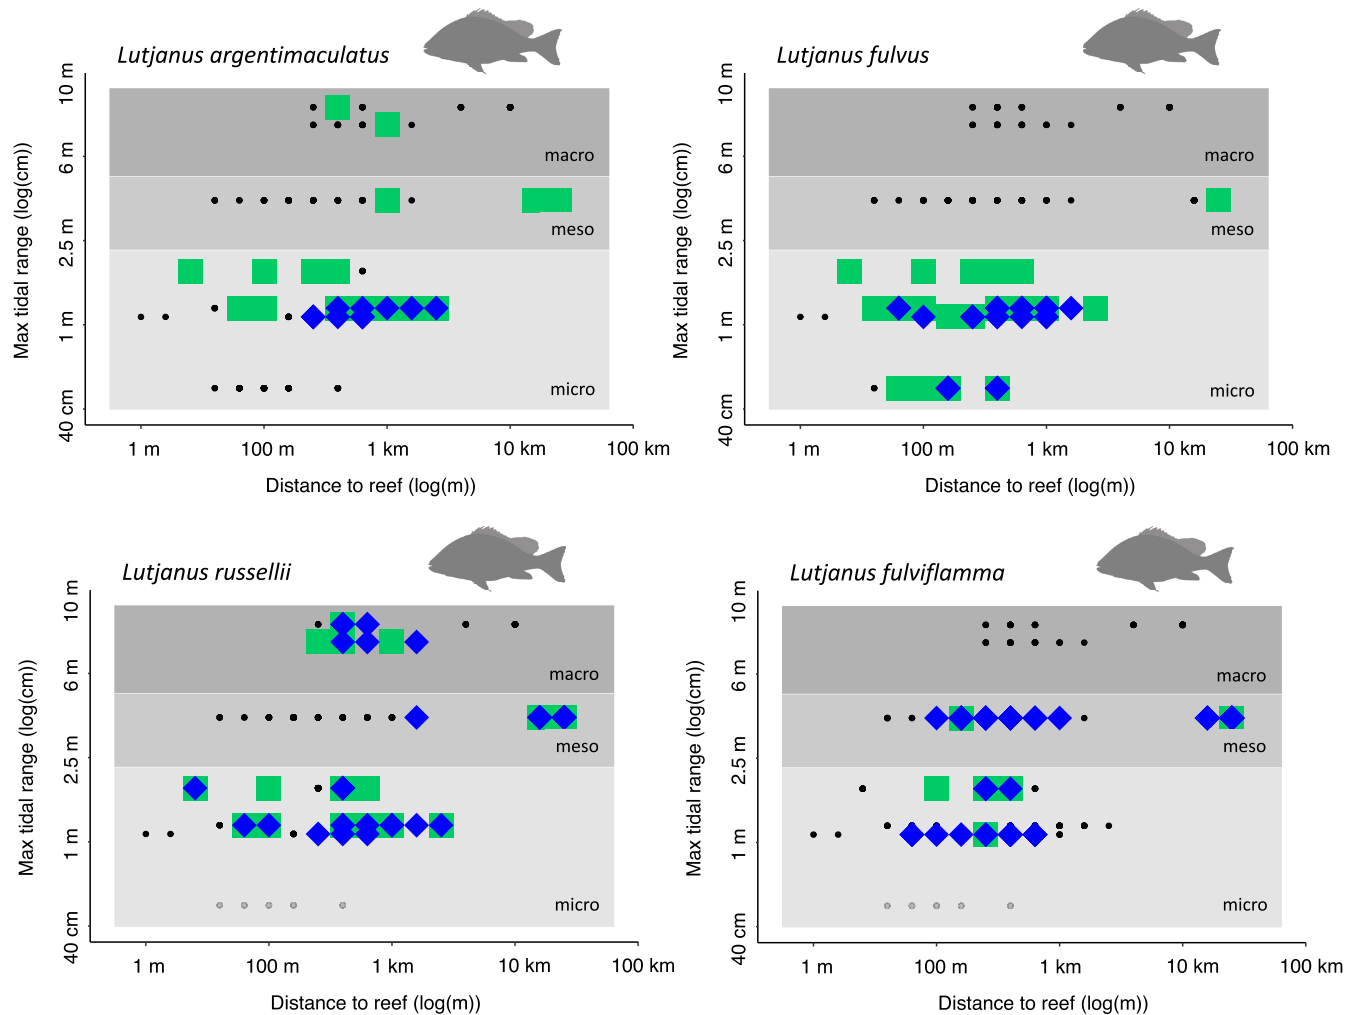 Lutjanus argentimaculatus
Max tidal range (log(cm))
10 m
6 m
2.5 m
1 m
40 cm
macro
meso
micro
1 m
100 m
1 km
10 km
100 km
Distance to reef (log(m))
Lutjanus fulvus
Max tidal range (log(cm))
10 m
6 m
2.5 m
1 m
40 cm
macro
meso
micro
1 m
100 m
1 km
10 km
100 km
Distance to reef (log(m))
Lutjanus russellii
Max tidal range (log(cm))
10 m
6 m
2.5 m
1 m
40 cm
macro
meso
micro
1 m
100 m
1 km
10 km
100 km
Distance to reef (log(m))
Lutjanus fulviflamma
Max tidal range (log(cm))
10 m
6 m
2.5 m
1 m
40 cm
macro
meso
micro
1 m
100 m
1 km
10 km
100 km
Distance to reef (log(m))